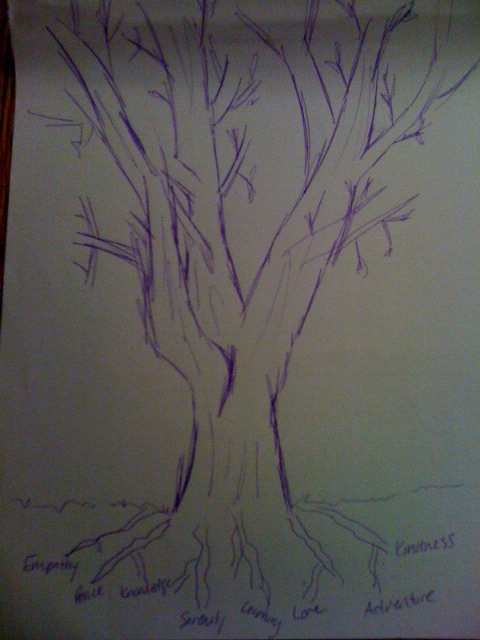 Empathy
Peace
Knowledge
Serenity
Learning
Love
Adventure
Kindness